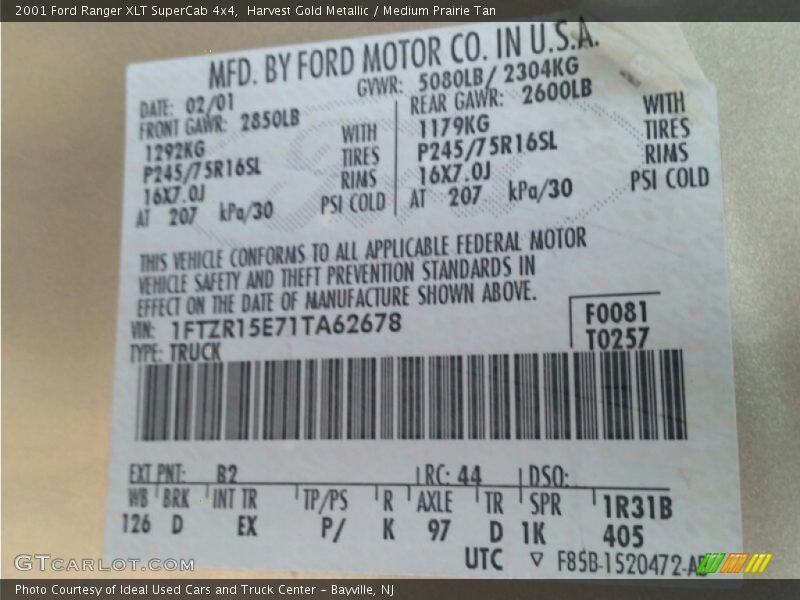 2001 Ford Ranger XLT SuperCab 4x4, Harvest Gold Metallic / Medium Prairie Tan
MFD. BY FORD MOTOR CO. IN U.S.A.
DATE: 02/01 GVWR: 5080LB/ 2304KG
FRONT GAWR: 2850LB REAR GAWR: 2600LB
1292KG WITH 1179KG WITH
P245/75R16SL TIRES P245/75R16SL TIRES
16X7.0J RIMS 16X7.0J RIMS
AT 207 kPa/30 PSI COLD AT 207 kPa/30 PSI COLD
THIS VEHICLE CONFORMS TO ALL APPLICABLE FEDERAL MOTOR
VEHICLE SAFETY AND THEFT PREVENTION STANDARDS IN
EFFECT ON THE DATE OF MANUFACTURE SHOWN ABOVE.
VIN: 1FTZR15E71TA62678 F0081
TYPE: TRUCK T0257
EXT PNT: B2 RC: 44 DSO:
WB BRK INT TR TP/PS R AXLE TR SPR 1R31B
126 D EX P/ K 97 D 1K 405
UTC ▽ F85B-1520472-
GTCARLOT.COM
Photo Courtesy of Ideal Used Cars and Truck Center – Bayville, NJ